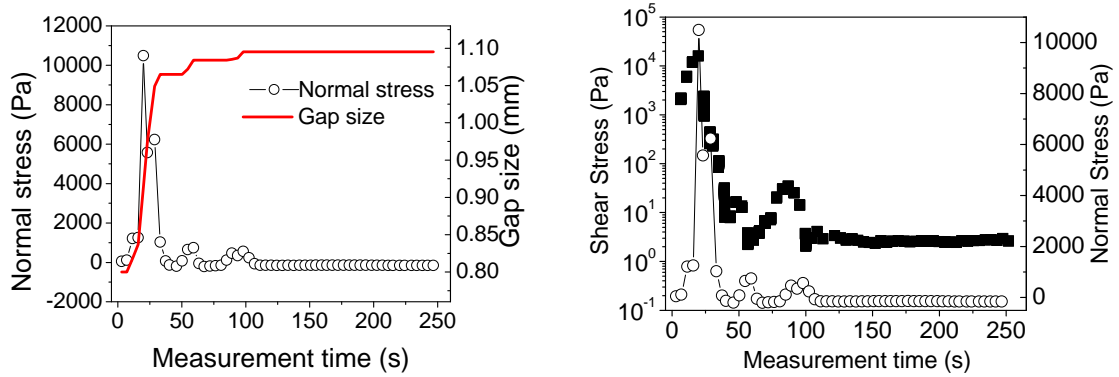 12000
10000
8000
6000
4000
2000
0
-2000
Normal stress (Pa)
Normal stress
Gap size
1.10
1.05
1.00
0.95
0.90
0.85
0.80
Gap size (mm)
0 50 100 150 200 250
Measurement time (s)
10^5
10^4
10^3
10^2
10^1
10^0
10^-1
Shear Stress (Pa)
10000
8000
6000
4000
2000
0
Normal Stress (Pa)
0 50 100 150 200 250
Measurement time (s)